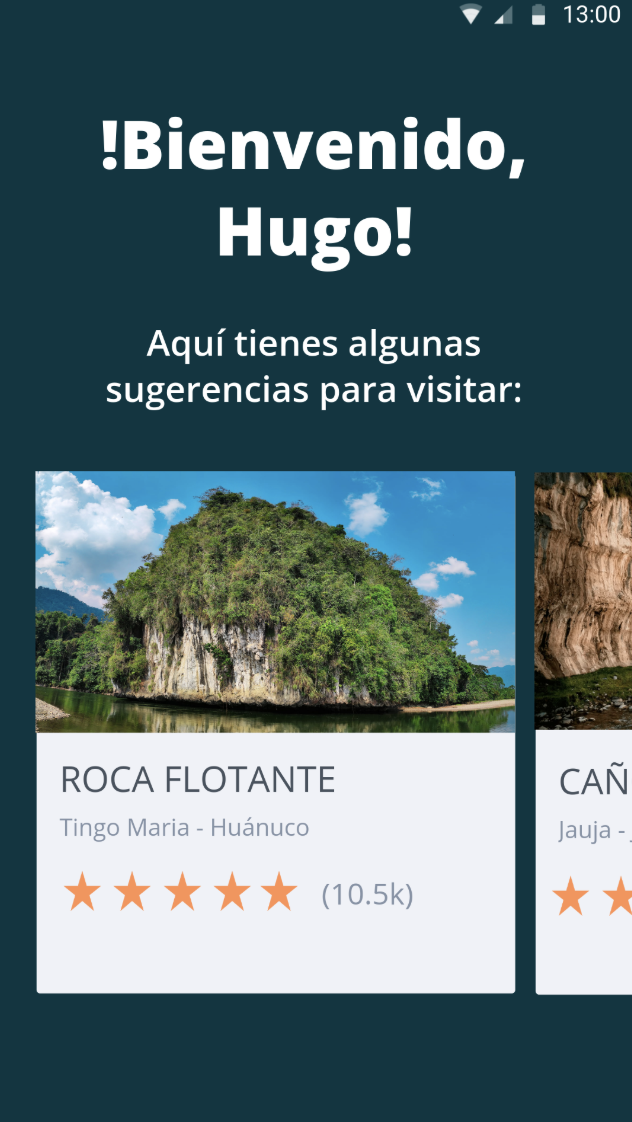 13:00
!Bienvenido,
Hugo!
Aquí tienes algunas
sugerencias para visitar:
ROCA FLOTANTE
Tingo Maria - Huánuco
(10.5k)
CAÑ
Jauja -